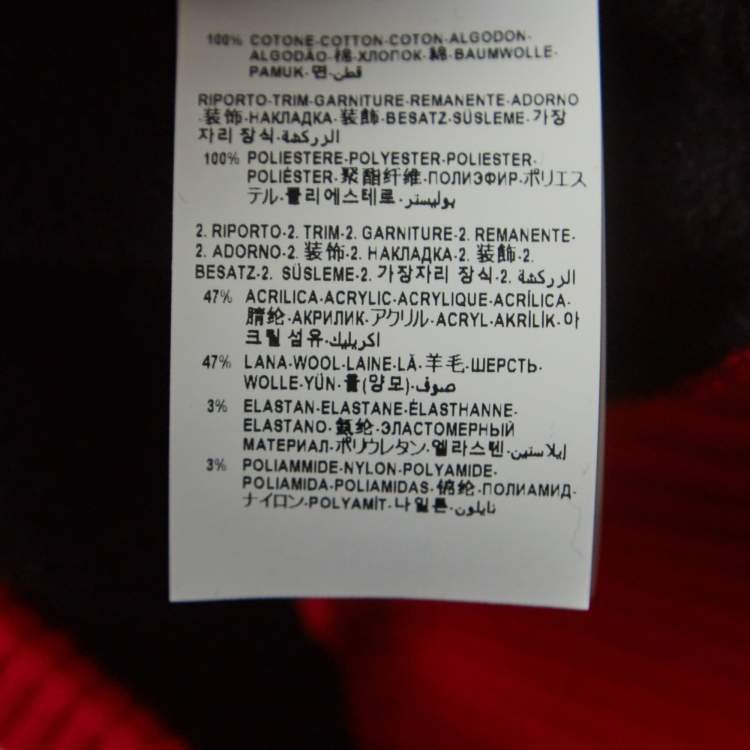 100% COTONE-COTTON-COTON-ALGODON-
ALGODÃO-棉-ХЛОПОК-綿-BAUMWOLLE-
PAMUK-면-قطن
RIPORTO-TRIM-GARNITURE-REMANENTE-ADORNO
-装饰-НАКЛАДКА-装飾-BESATZ-SÜSLEME-가장
자리 장식-الزركشة
100% POLIESTERE-POLYESTER-POLIESTER-
POLIÉSTER-聚酯纤维-ПОЛИЭФИР-ポリエス
テル-폴리에스테르-بوليستر
2. RIPORTO-2. TRIM-2. GARNITURE-2. REMANENTE-
2. ADORNO-2. 装饰-2. НАКЛАДКА-2. 装飾-2.
BESATZ-2. SÜSLEME-2. 가장자리 장식-2. الزركشة
47% ACRILICA-ACRYLIC-ACRYLIQUE-ACRÍLICA-
腈纶-АКРИЛИК-アクリル-ACRYL-AKRİLİK-아
크릴 섬유-اكريليك
47% LANA-WOOL-LAINE-LÃ-羊毛-ШЕРСТЬ-
WOLLE-YÜN-울(양모)-صوف
3% ELASTAN-ELASTANE-ÉLASTHANNE-
ELASTANO-氨纶-ЭЛАСТОМЕРНЫЙ
МАТЕРИАЛ-ポリウレタン-엘라스텐-إيلاستين
3% POLIAMMIDE-NYLON-POLYAMIDE-
POLIAMIDA-POLIAMIDAS-锦纶-ПОЛИАМИД-
ナイロン-POLYAMİT-나일론-نايلون